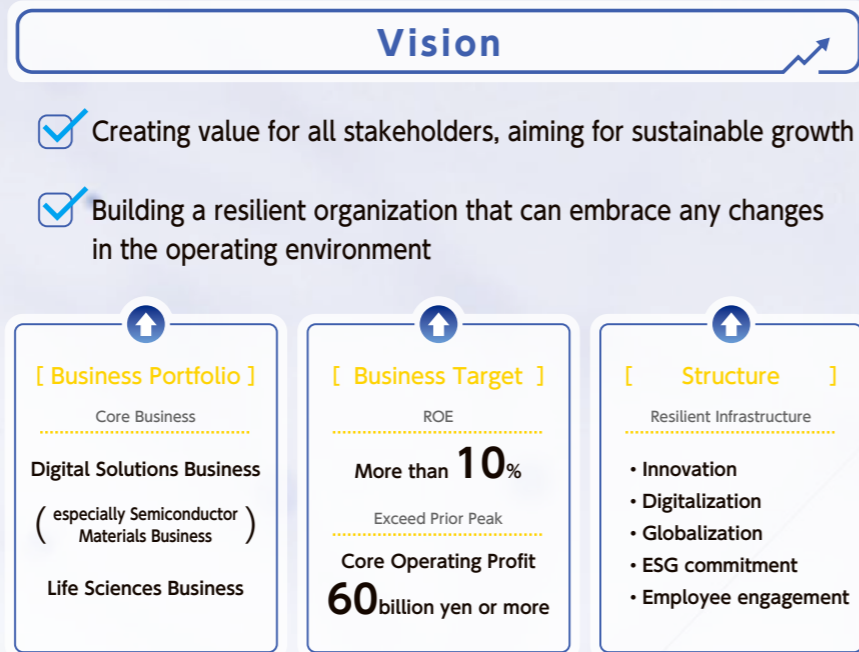 Vision
Creating value for all stakeholders, aiming for sustainable growth
Building a resilient organization that can embrace any changes
in the operating environment
[ Business Portfolio ]
Core Business
Digital Solutions Business
( especially Semiconductor
Materials Business )
Life Sciences Business
[ Business Target ]
ROE
More than 10%
Exceed Prior Peak
Core Operating Profit
60 billion yen or more
[ Structure ]
Resilient Infrastructure
・Innovation
・Digitalization
・Globalization
・ESG commitment
・Employee engagement